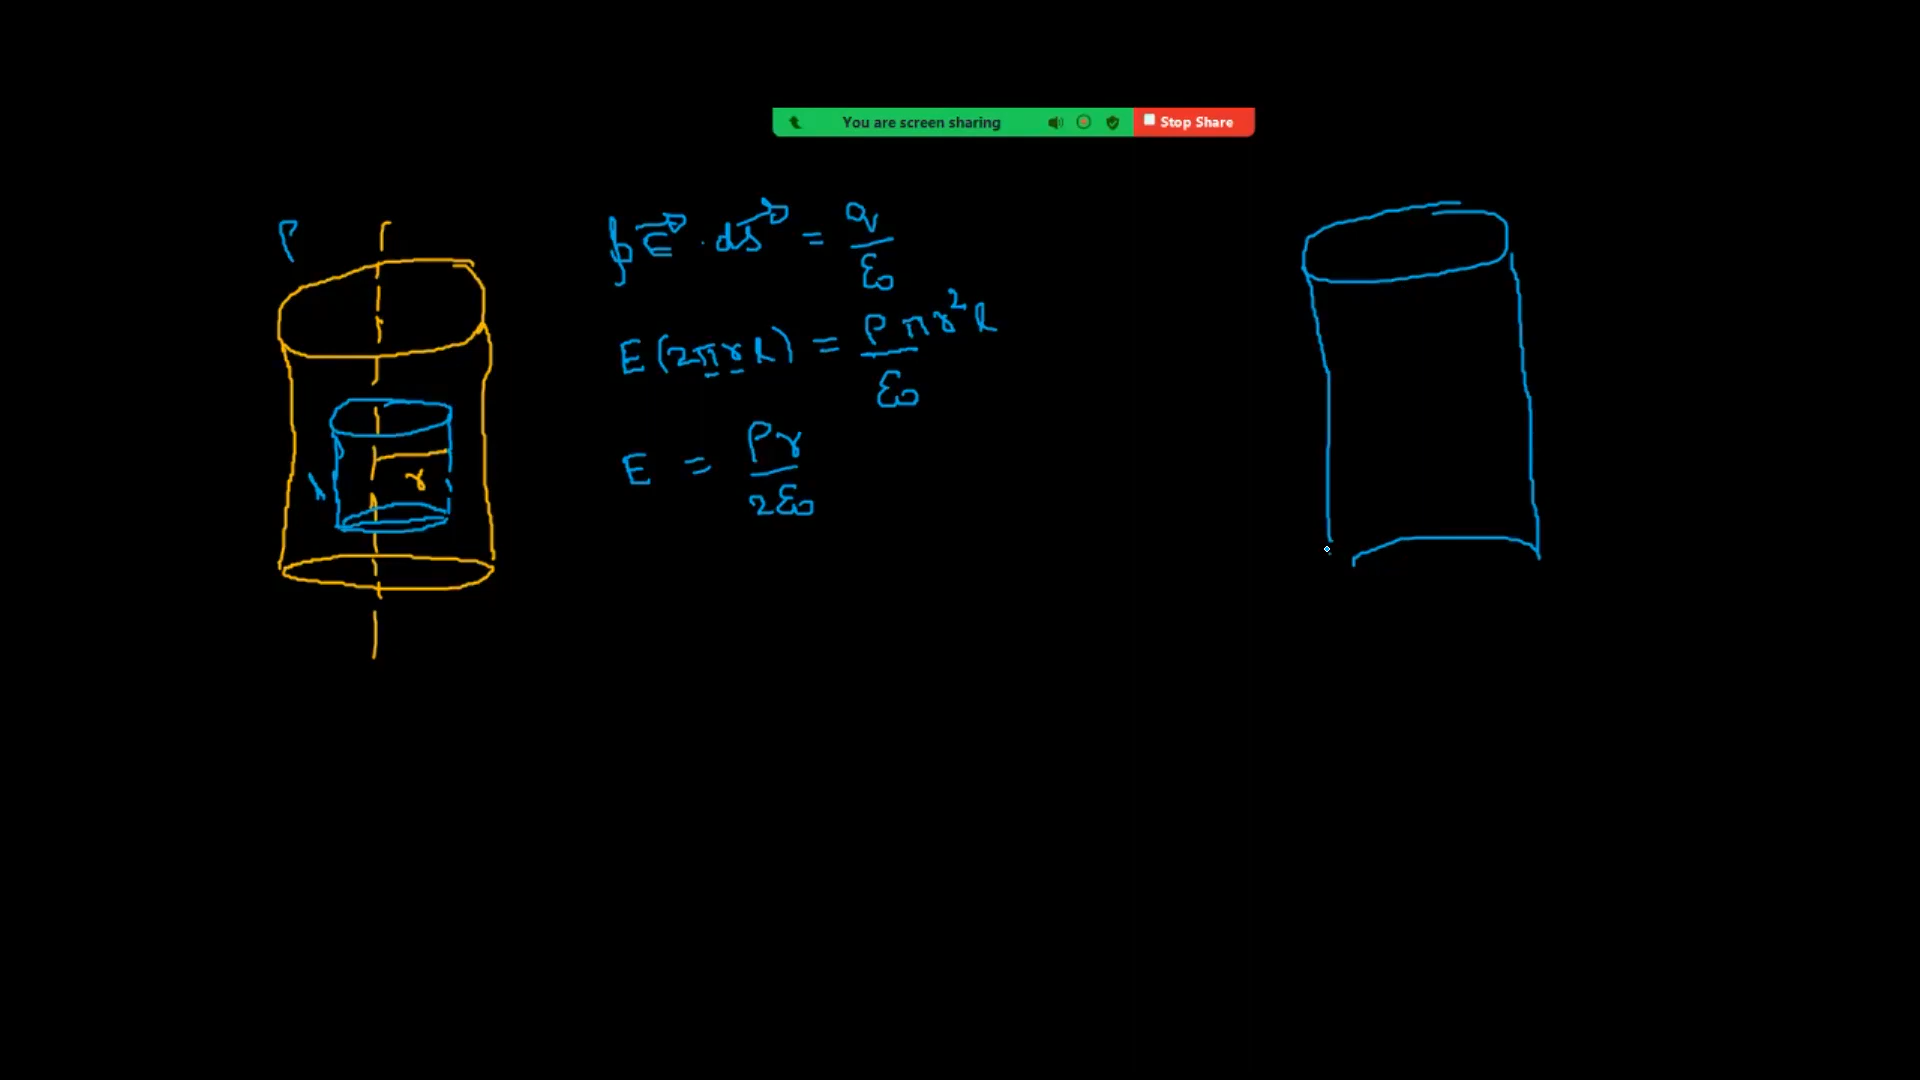 You are screen sharing Stop Share
ρ
∮ E⃗ · ds⃗ = q/ε₀
E (2πrl) = ρπr²l/ε₀
E = ρr/2ε₀
r